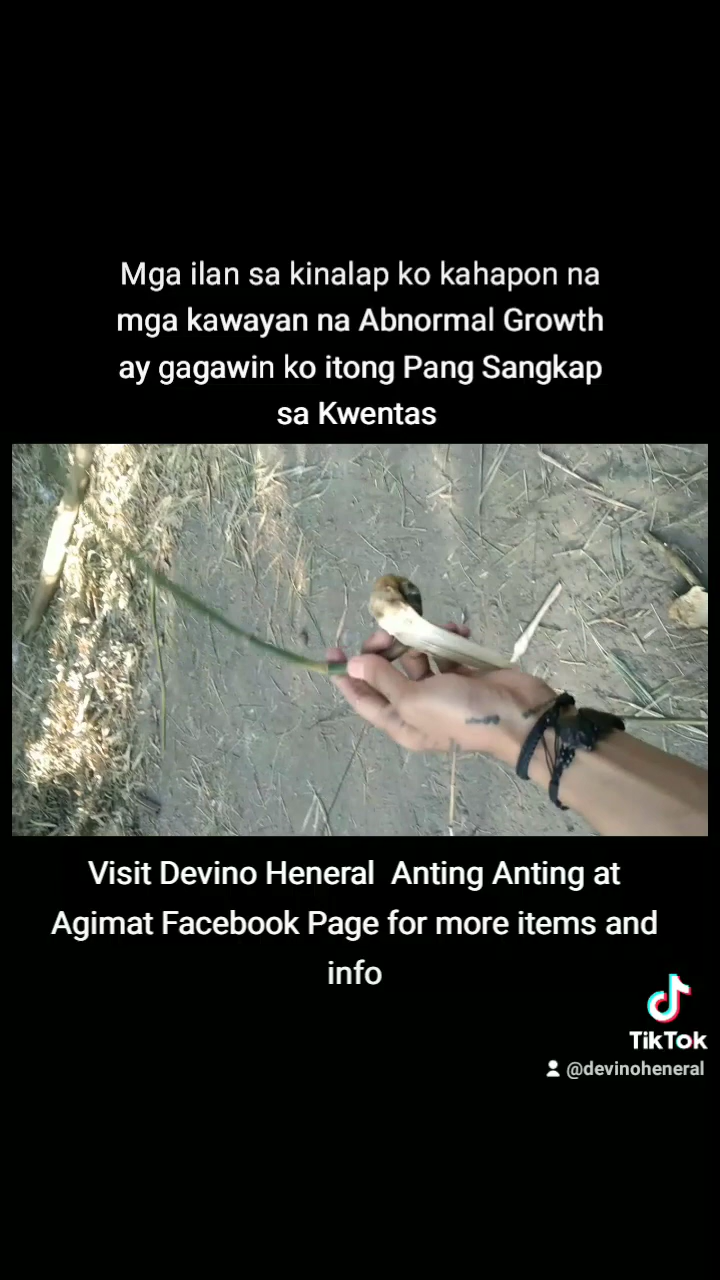 Mga ilan sa kinalap ko kahapon na
mga kawayan na Abnormal Growth
ay gagawin ko itong Pang Sangkap
sa Kwentas
Visit Devino Heneral Anting Anting at
Agimat Facebook Page for more items and
info
TikTok
@devinoheneral